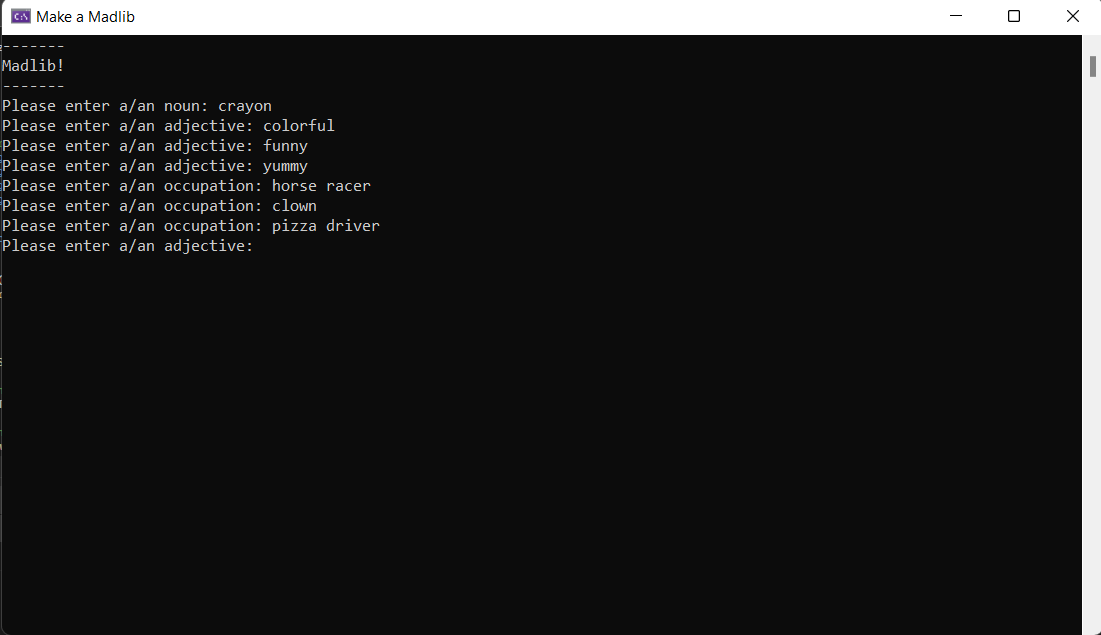 Make a Madlib
-------
Madlib!
-------
Please enter a/an noun: crayon
Please enter a/an adjective: colorful
Please enter a/an adjective: funny
Please enter a/an adjective: yummy
Please enter a/an occupation: horse racer
Please enter a/an occupation: clown
Please enter a/an occupation: pizza driver
Please enter a/an adjective: